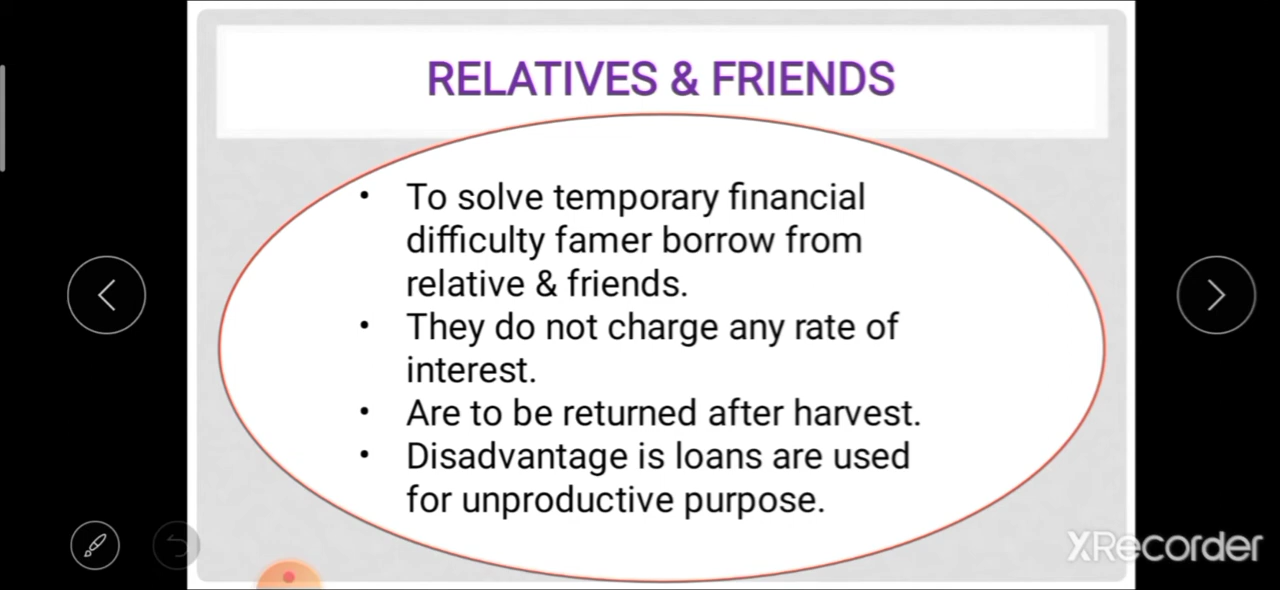 RELATIVES & FRIENDS
• To solve temporary financial
difficulty famer borrow from
relative & friends.
• They do not charge any rate of
interest.
• Are to be returned after harvest.
• Disadvantage is loans are used
for unproductive purpose.
XRecorder